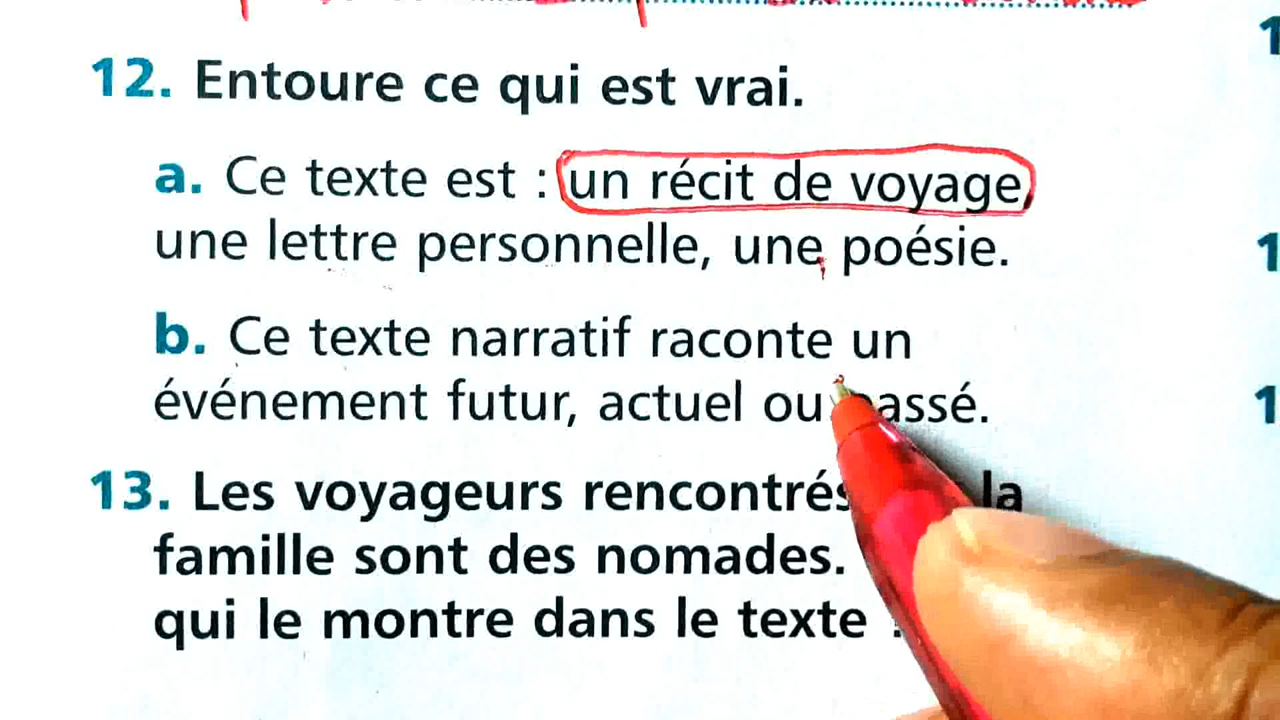 12. Entoure ce qui est vrai.
a. Ce texte est : un récit de voyage,
une lettre personnelle, une poésie.
b. Ce texte narratif raconte un
événement futur, actuel ou passé.
13. Les voyageurs rencontrés la
famille sont des nomades.
qui le montre dans le texte